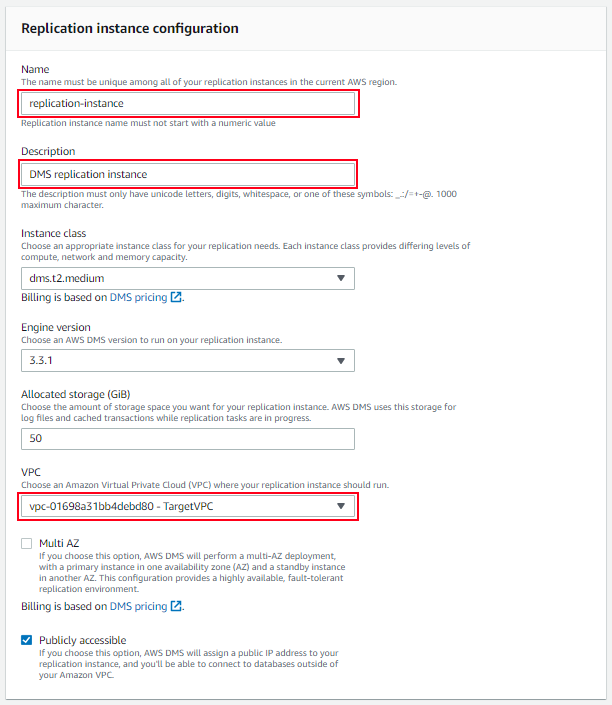 Replication instance configuration
Name
The name must be unique among all of your replication instances in the current AWS region.
replication-instance
Replication instance name must not start with a numeric value
Description
DMS replication instance
The description must only have unicode letters, digits, whitespace, or one of these symbols: _.:/=+-@. 1000
maximum character.
Instance class
Choose an appropriate instance class for your replication needs. Each instance class provides differing levels of
compute, network and memory capacity.
dms.t2.medium
Billing is based on DMS pricing.
Engine version
Choose an AWS DMS version to run on your replication instance.
3.3.1
Allocated storage (GiB)
Choose the amount of storage space you want for your replication instance. AWS DMS uses this storage for
log files and cached transactions while replication tasks are in progress.
50
VPC
Choose an Amazon Virtual Private Cloud (VPC) where your replication instance should run.
vpc-01698a31bb4debd80 - TargetVPC
Multi AZ
If you choose this option, AWS DMS will perform a multi-AZ deployment,
with a primary instance in one availability zone (AZ) and a standby instance
in another AZ. This configuration provides a highly available, fault-tolerant
replication environment.
Billing is based on DMS pricing.
Publicly accessible
If you choose this option, AWS DMS will assign a public IP address to your
replication instance, and you'll be able to connect to databases outside of
your Amazon VPC.